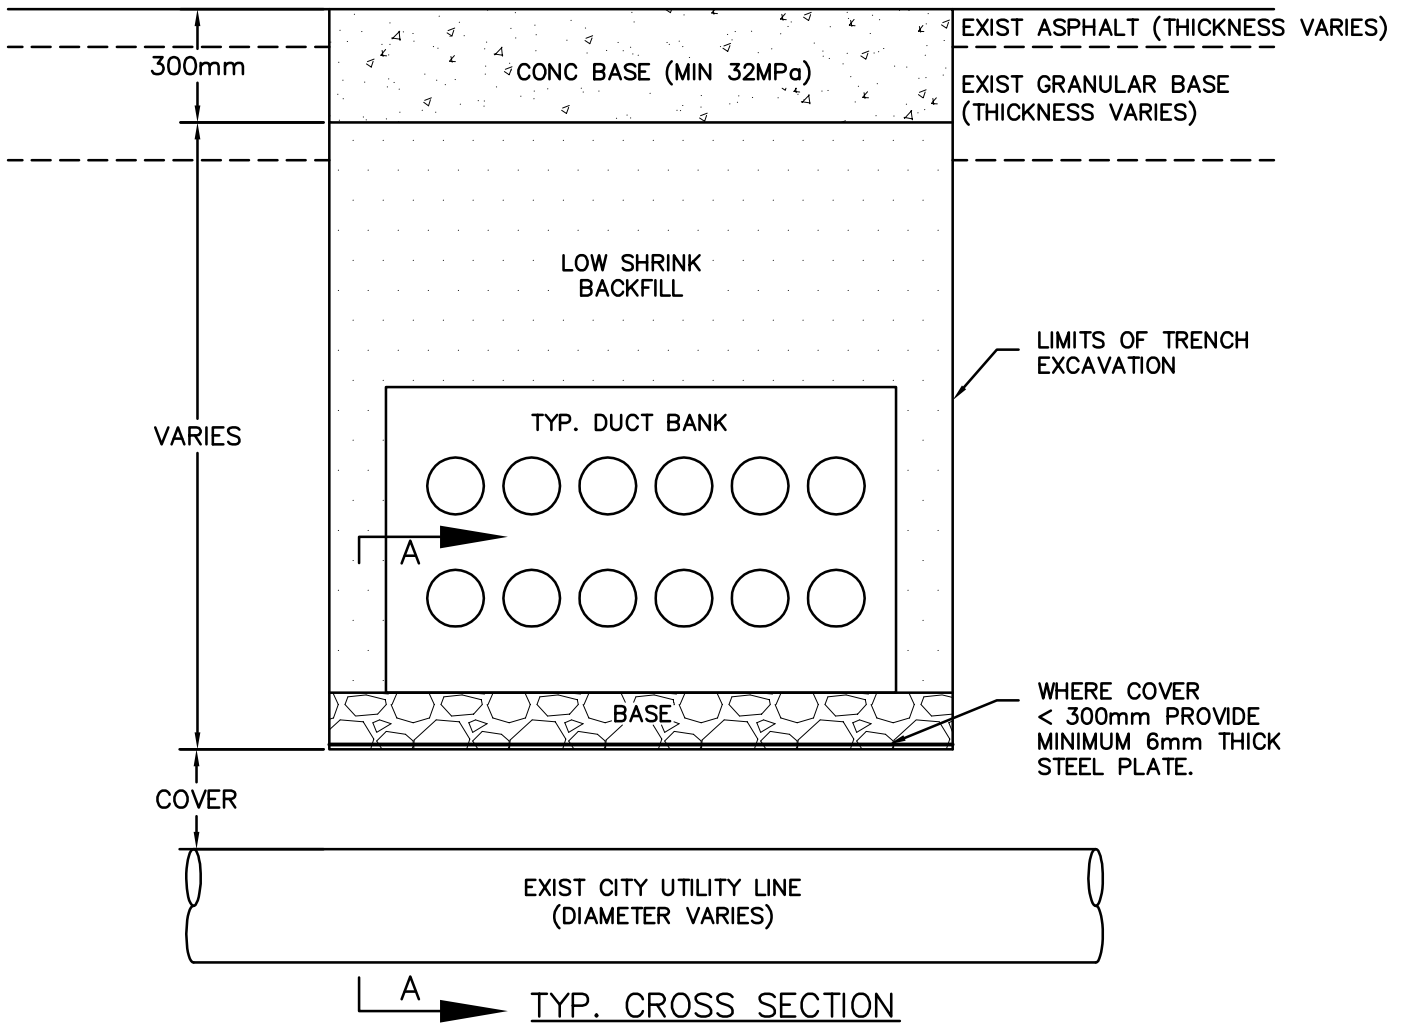 EXIST ASPHALT (THICKNESS VARIES)
300mm
CONC BASE (MIN 32MPa)
EXIST GRANULAR BASE
(THICKNESS VARIES)
LOW SHRINK
BACKFILL
LIMITS OF TRENCH
EXCAVATION
TYP. DUCT BANK
VARIES
A
WHERE COVER
< 300mm PROVIDE
MINIMUM 6mm THICK
STEEL PLATE.
BASE
COVER
EXIST CITY UTILITY LINE
(DIAMETER VARIES)
A
TYP. CROSS SECTION